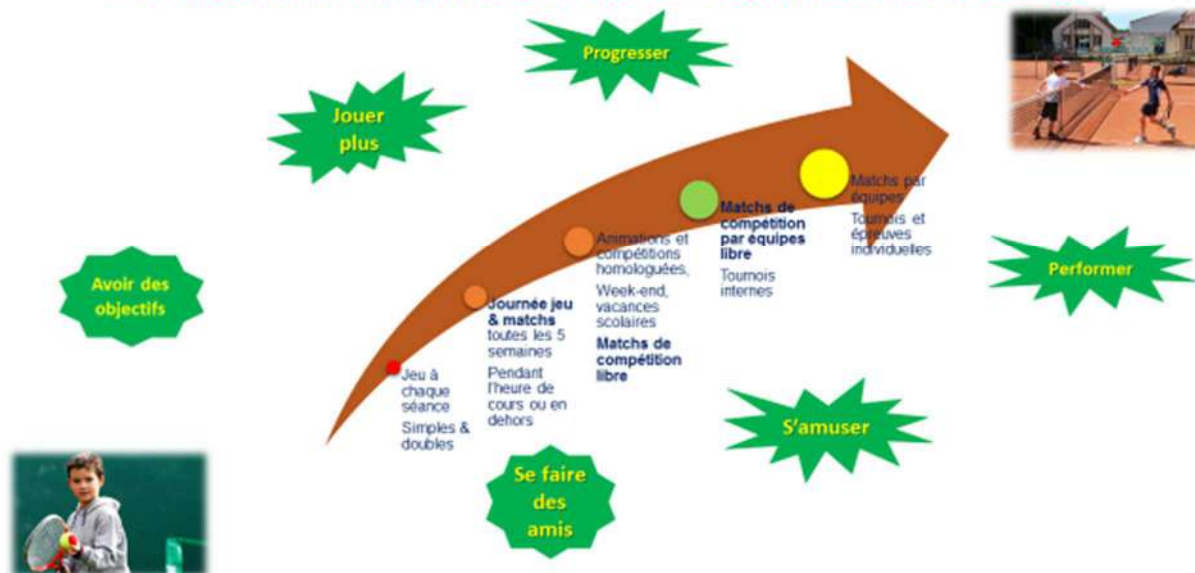 Progresser
Jouer
plus
Avoir des
objectifs
Performer
S'amuser
Se faire
des
amis
Jeu à
chaque
séance
Simples &
doubles
Journée jeu
& matchs
toutes les 5
semaines
Pendant
l'heure de
cours ou en
dehors
Animations et
compétitions
homologuées,
Week-end,
vacances
scolaires
Matchs de
compétition
libre
Matchs de
compétition
par équipes
libre
Tournois
internes
Matchs par
équipes
Tournois et
épreuves
individuelles